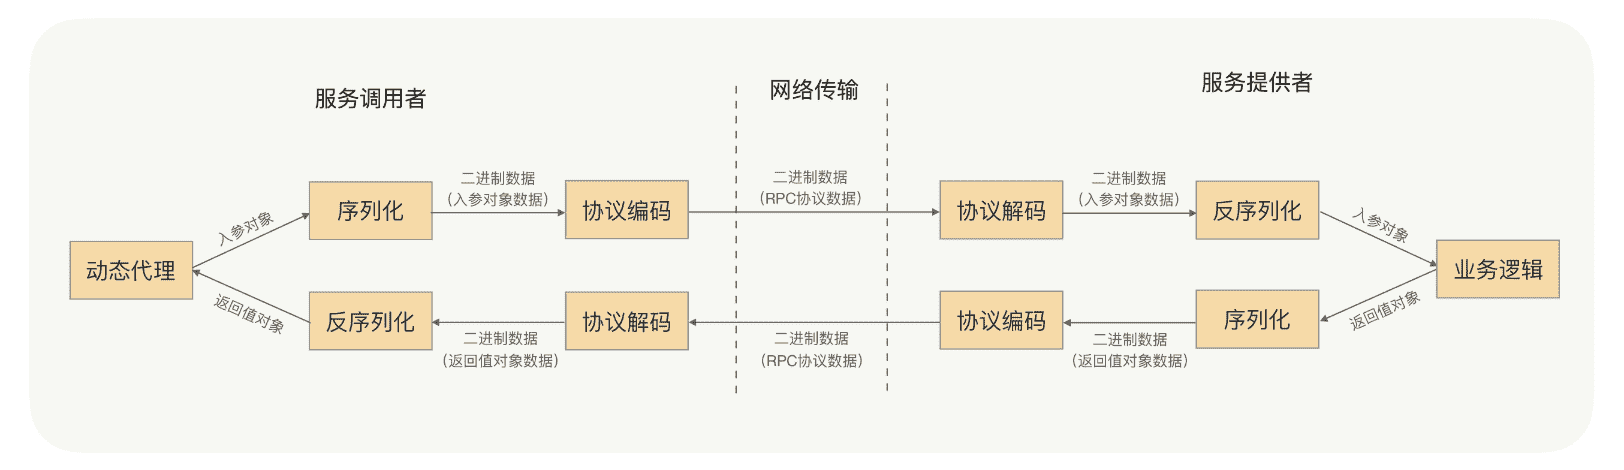 服务调用者
网络传输
服务提供者
二进制数据
(入参对象数据)
二进制数据
(RPC协议数据)
二进制数据
(入参对象数据)
序列化
协议编码
协议解码
反序列化
入参对象
入参对象
动态代理
业务逻辑
返回值对象
返回值对象
反序列化
协议解码
协议编码
序列化
二进制数据
(返回值对象数据)
二进制数据
(RPC协议数据)
二进制数据
(返回值对象数据)